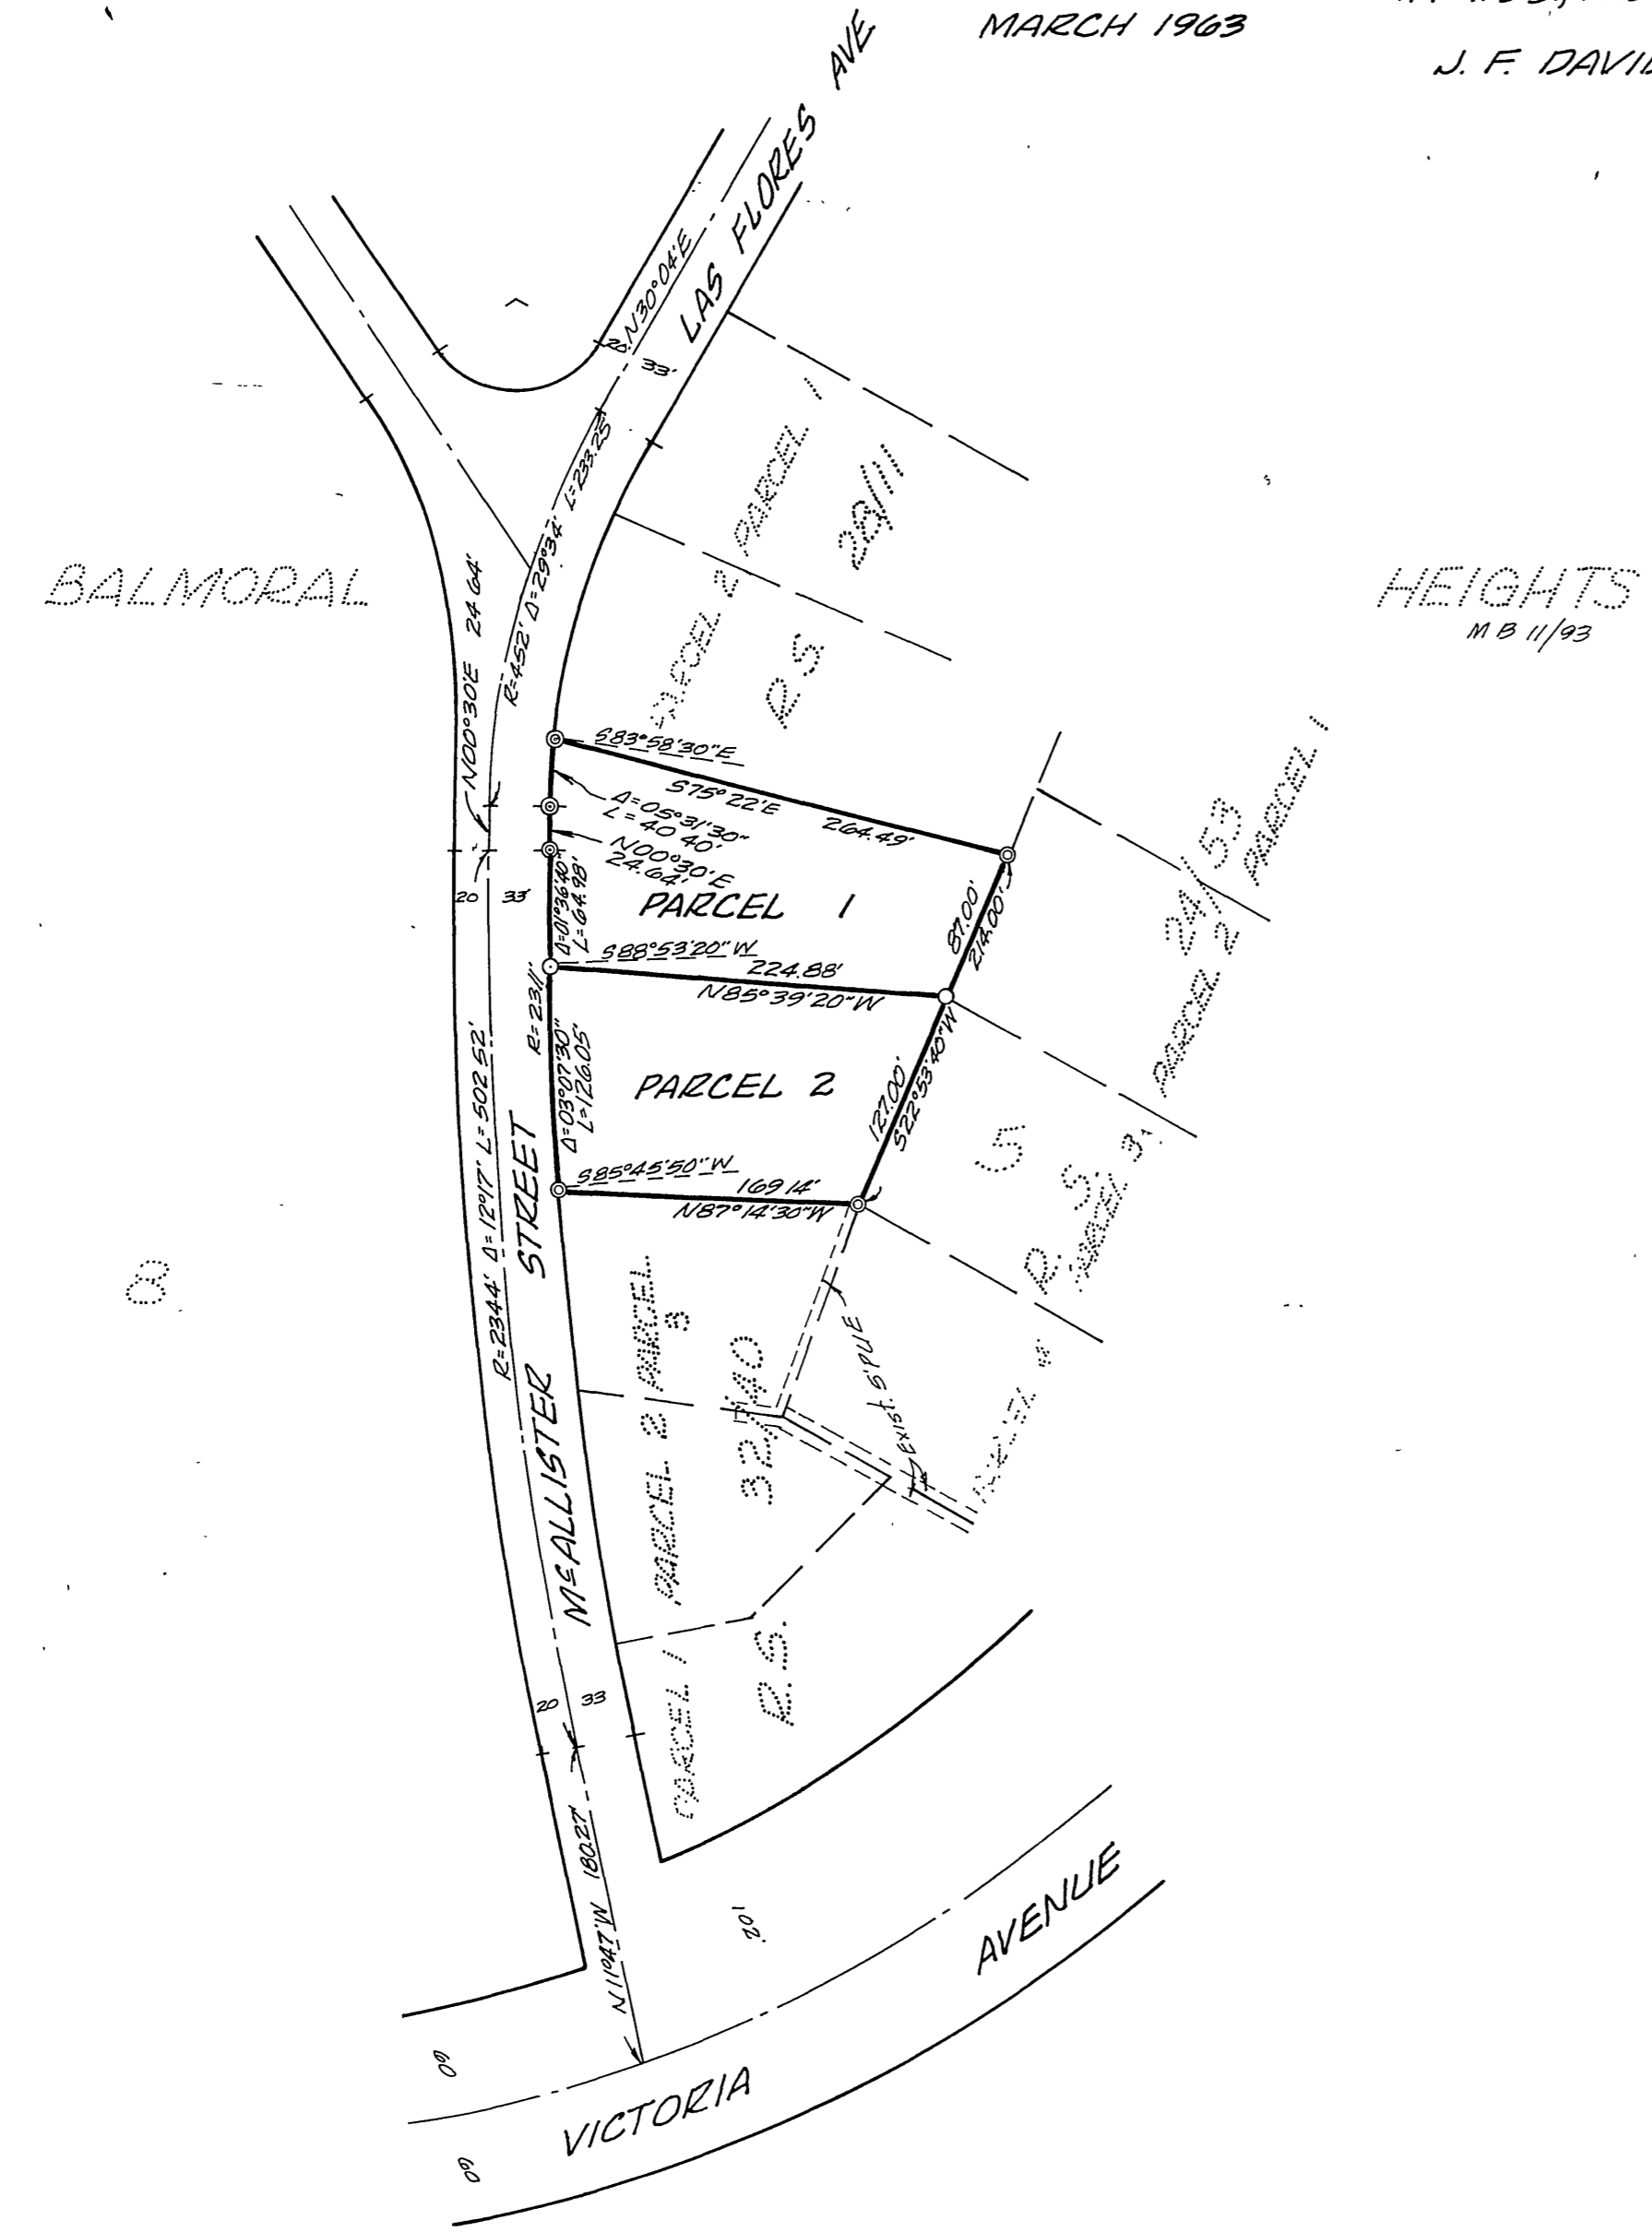 MARCH 1963
J. F. DAVID
LAS FLORES AVE
N30°04'E
20'
33'
R=452' Δ=29°34' L=233.25'
N00°30'E 24.64'
BALMORAL
HEIGHTS
M B 11/93
PARCEL 1
28/111
PARCEL 2
R S
S83°58'30"E
S75°22'E
264.49'
Δ=05°31'30"
L=40.40'
N00°30'E
24.64'
20
33'
Δ=01°36'40"
L=64.98'
PARCEL 1
87.00'
214.00'
S88°53'20"W
224.88'
N85°39'20"W
R=2311'
Δ=03°07'30"
L=126.05'
PARCEL 2
127.00'
S22°53'40"W
S85°45'50"W
169.14'
N87°14'30"W
24/53
PARCEL 1
PARCEL 2
S
R. S.
PARCEL 3
R=2344' Δ=12°17' L=502.52'
McALLISTER STREET
B
PARCEL 3
PARCEL 2
PARCEL
32/40
EXIST. 5' PUE
PARCEL 1
R.S.
20
33
N11°47'W 180.27'
120'
60
60
VICTORIA AVENUE